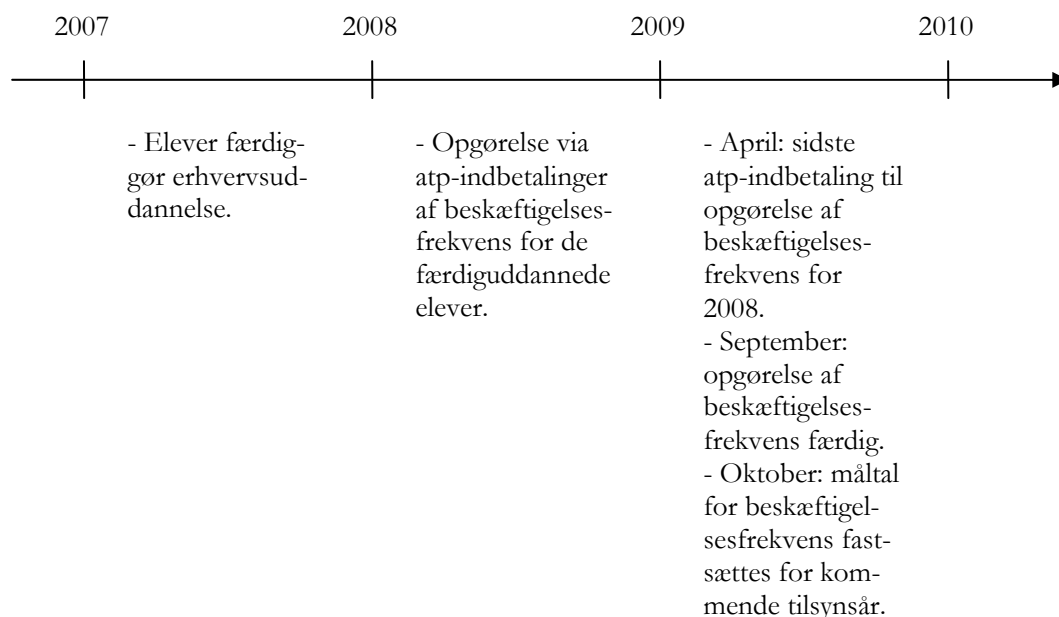 2007 2008 2009 2010
- Elever færdig-
gør erhvervsud-
dannelse.
- Opgørelse via
atp-indbetalinger
af beskæftigelses-
frekvens for de
færdiguddannede
elever.
- April: sidste
atp-indbetaling til
opgørelse af
beskæftigelses-
frekvens for
2008.
- September:
opgørelse af
beskæftigelses-
frekvens færdig.
- Oktober: måltal
for beskæftigel-
sesfrekvens fast-
sættes for kom-
mende tilsynsår.